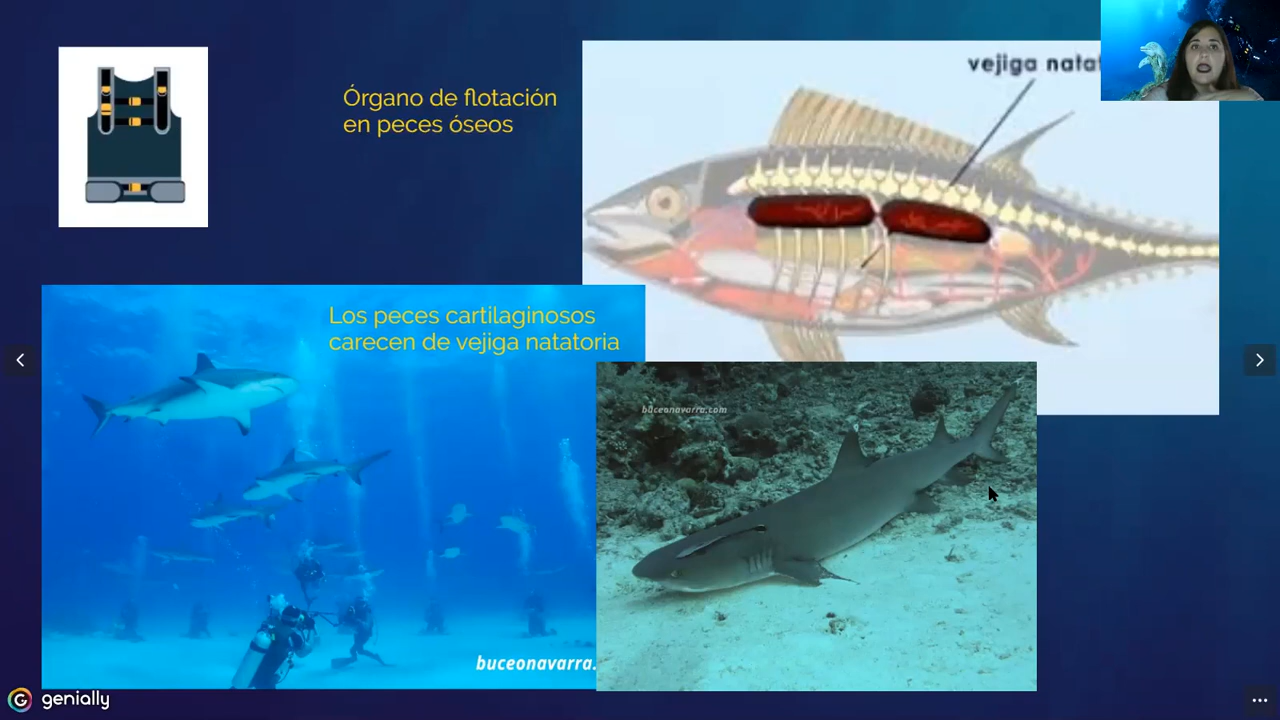 Órgano de flotación
en peces óseos
vejiga natat
Los peces cartilaginosos
carecen de vejiga natatoria
buceonavarra.com
buceonavarra.
genially